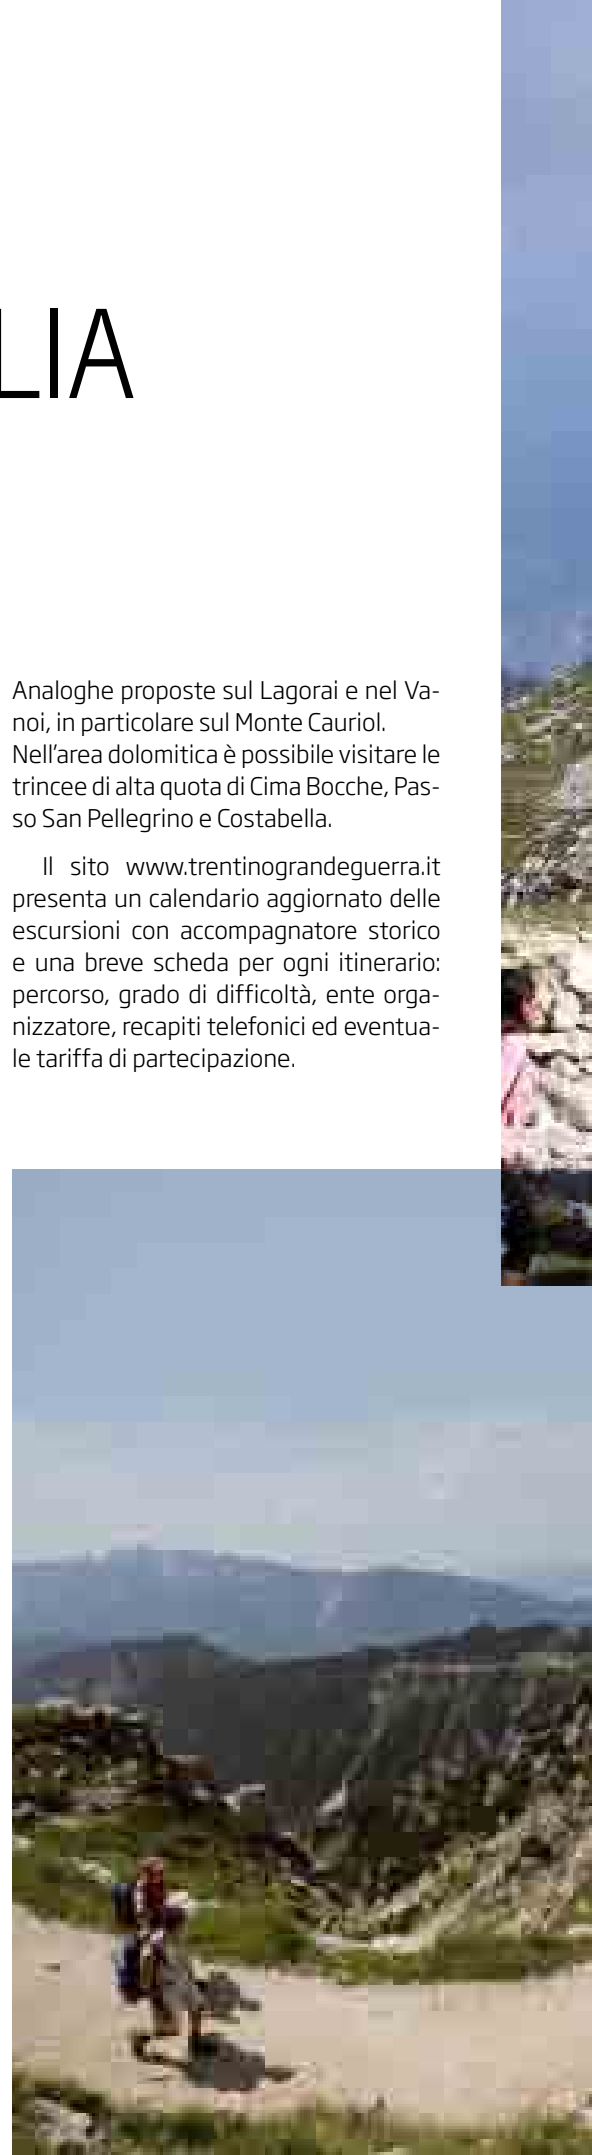 LIA
Analoghe proposte sul Lagorai e nel Va-
noi, in particolare sul Monte Cauriol.
Nell'area dolomitica è possibile visitare le
trincee di alta quota di Cima Bocche, Pas-
so San Pellegrino e Costabella.
Il sito www.trentinograndeguerra.it
presenta un calendario aggiornato delle
escursioni con accompagnatore storico
e una breve scheda per ogni itinerario:
percorso, grado di difficoltà, ente orga-
nizzatore, recapiti telefonici ed eventua-
le tariffa di partecipazione.